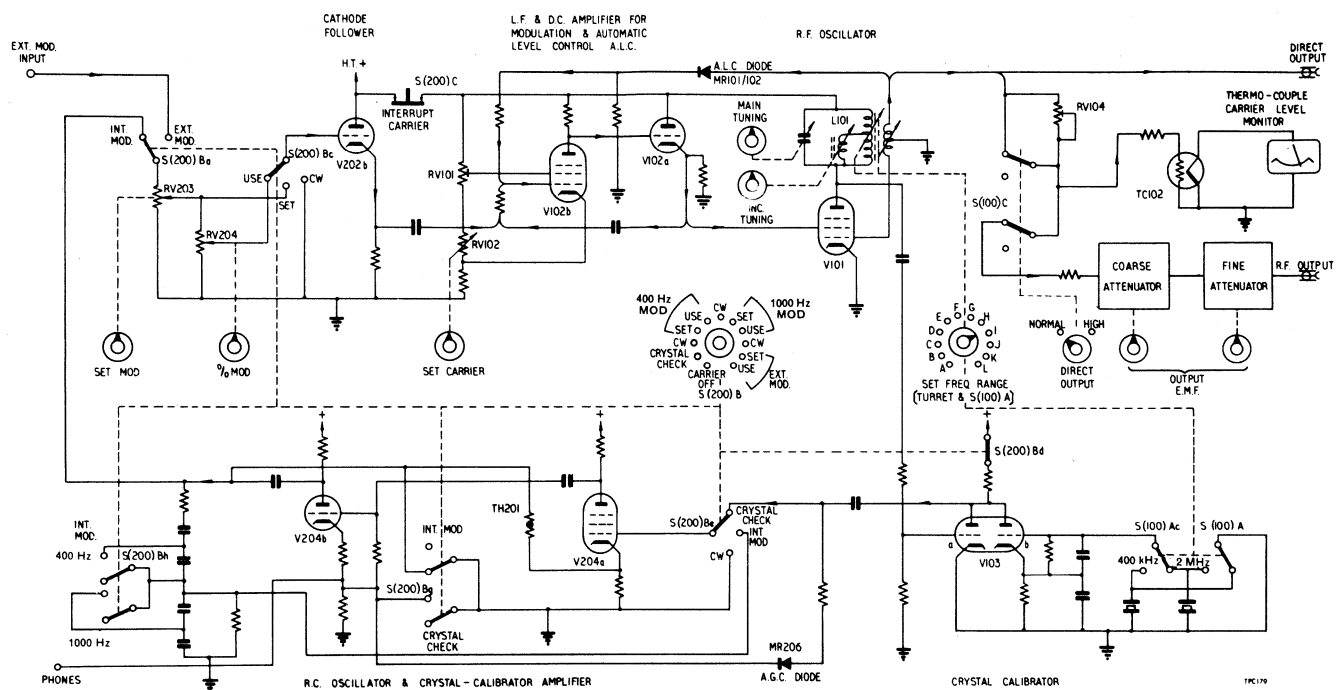 CATHODE
FOLLOWER
L.F. & D.C. AMPLIFIER FOR
MODULATION & AUTOMATIC
LEVEL CONTROL A.L.C.
R.F. OSCILLATOR
EXT. MOD.
INPUT
H.T.+
S(200)C
INTERRUPT
CARRIER
A.L.C. DIODE
MR101/102
DIRECT
OUTPUT
THERMO-COUPLE
CARRIER LEVEL
MONITOR
INT.
MOD.
EXT.
MOD.
S(200)Ba
S(200)Bc
V202b
USE
SET
CW
RV203
RV204
RV101
V102b
V102a
RV102
MAIN
TUNING
INC.
TUNING
L101
V101
RV104
S(100)C
TC102
COARSE
ATTENUATOR
FINE
ATTENUATOR
R.F. OUTPUT
SET MOD
% MOD
SET CARRIER
400 Hz
MOD
1000 Hz
MOD
USE
CW
SET
SET
USE
CW
CW
CRYSTAL
CHECK
SET
USE
EXT.
MOD.
CARRIER
OFF
S(200)B
A
B
C
D
E
F
G
H
I
J
K
L
SET FREQ RANGE
(TURRET & S(100)A)
NORMAL
HIGH
DIRECT
OUTPUT
OUTPUT
E.M.F.
+
+
+
S(200)Bd
INT.
MOD.
400 Hz
S(200)Bh
1000 Hz
V204b
INT. MOD
S(200)Bg
CRYSTAL
CHECK
TH201
V204a
S(200)Be
CRYSTAL
CHECK
INT
MOD
CW
a
b
V103
S(100)Ac
S(100)A
400 kHz
2 MHz
MR206
A.G.C. DIODE
PHONES
R.C. OSCILLATOR & CRYSTAL-CALIBRATOR AMPLIFIER
CRYSTAL CALIBRATOR
TPC179